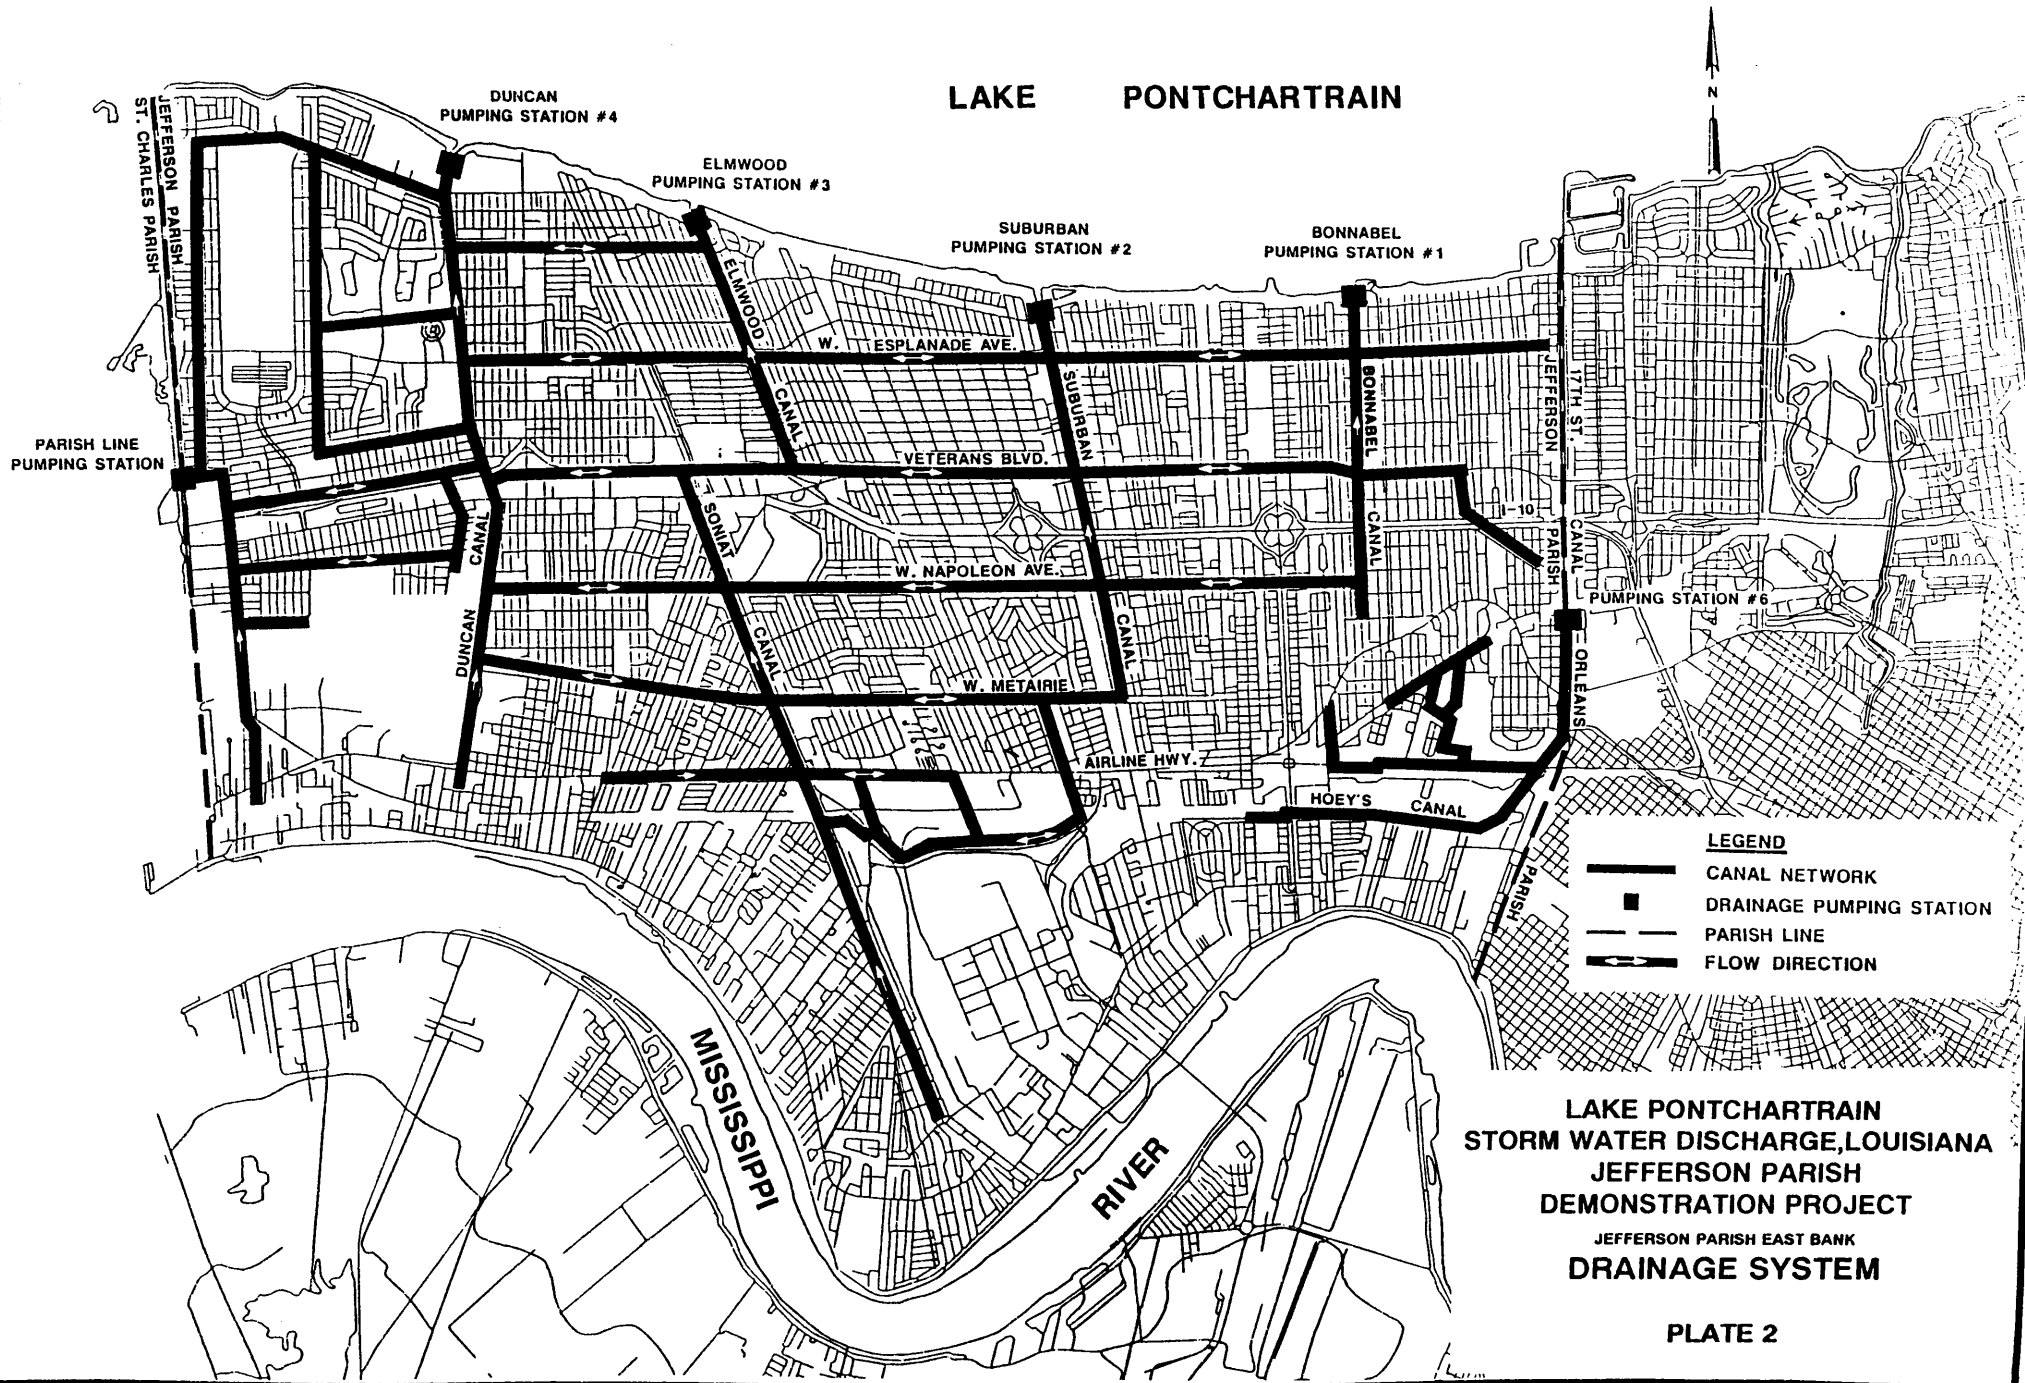 LAKE PONTCHARTRAIN
N
DUNCAN
PUMPING STATION #4
ELMWOOD
PUMPING STATION #3
SUBURBAN
PUMPING STATION #2
BONNABEL
PUMPING STATION #1
JEFFERSON PARISH
ST. CHARLES PARISH
PARISH LINE
PUMPING STATION
ELMWOOD
CANAL
W. ESPLANADE AVE.
SUBURBAN
CANAL
BONNABEL
CANAL
JEFFERSON
PARISH
17TH ST.
CANAL
VETERANS BLVD.
I-10
SONIAT
CANAL
DUNCAN
CANAL
W. NAPOLEON AVE.
PUMPING STATION #6
ORLEANS
PARISH
W. METAIRIE
AIRLINE HWY.
HOEY'S CANAL
MISSISSIPPI
RIVER
LEGEND
CANAL NETWORK
DRAINAGE PUMPING STATION
PARISH LINE
FLOW DIRECTION
LAKE PONTCHARTRAIN
STORM WATER DISCHARGE,LOUISIANA
JEFFERSON PARISH
DEMONSTRATION PROJECT
JEFFERSON PARISH EAST BANK
DRAINAGE SYSTEM
PLATE 2